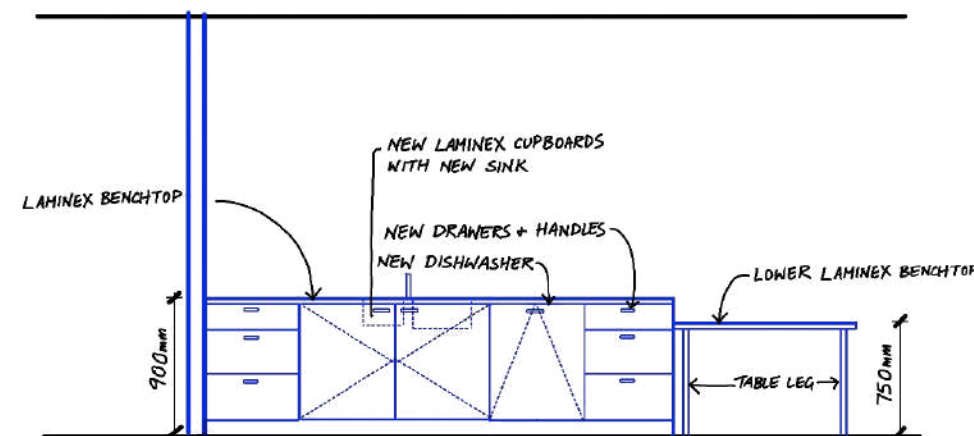 NEW LAMINEX CUPBOARDS
WITH NEW SINK
LAMINEX BENCHTOP
NEW DRAWERS + HANDLES
NEW DISHWASHER
LOWER LAMINEX BENCHTOP
900mm
TABLE LEG
750mm